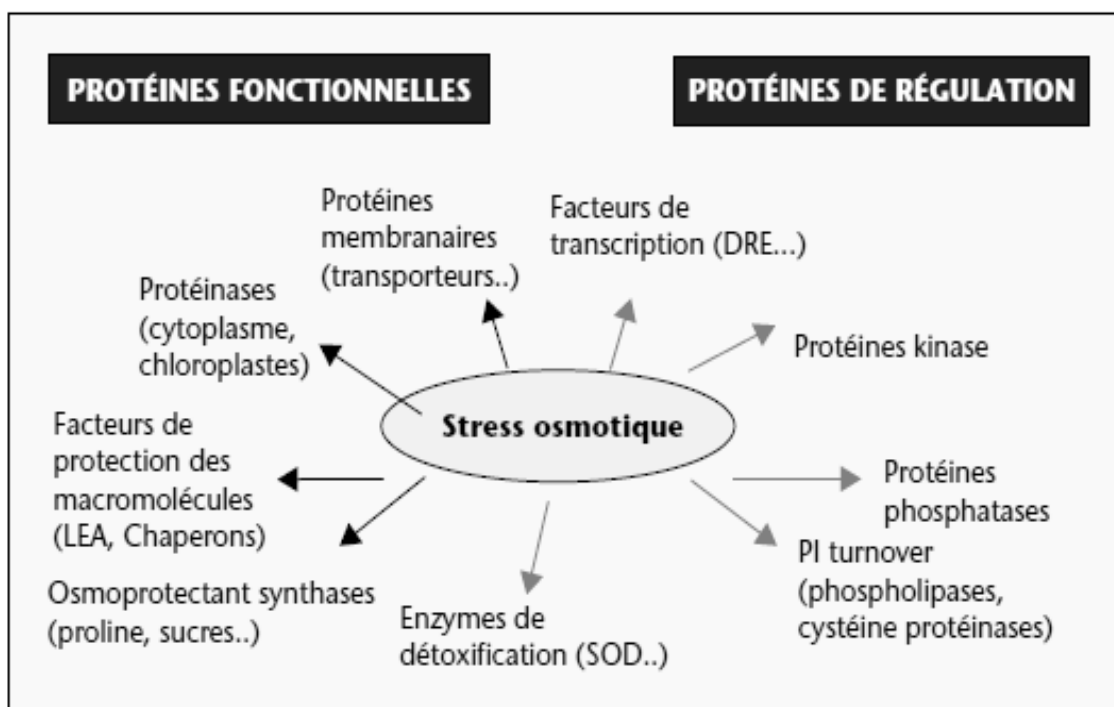 PROTÉINES FONCTIONNELLES
PROTÉINES DE RÉGULATION
Protéines
membranaires
(transporteurs..)
Facteurs de
transcription (DRE...)
Protéinases
(cytoplasme,
chloroplastes)
Protéines kinase
Stress osmotique
Facteurs de
protection des
macromolécules
(LEA, Chaperons)
Protéines
phosphatases
Osmoprotectant synthases
(proline, sucres..)
Enzymes de
détoxification (SOD..)
PI turnover
(phospholipases,
cystéine protéinases)